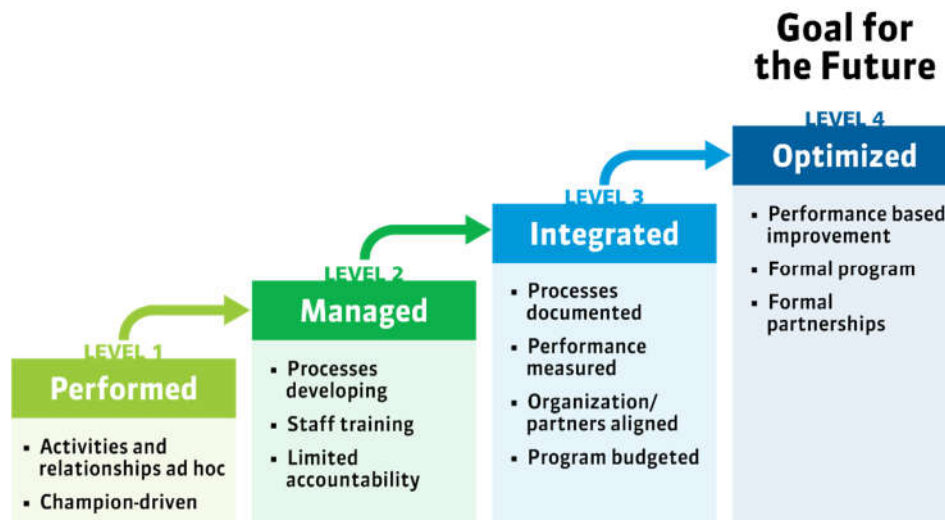 Goal for
the Future
LEVEL 4
Optimized
▪ Performance based
improvement
▪ Formal program
▪ Formal
partnerships
LEVEL 3
Integrated
▪ Processes
documented
▪ Performance
measured
▪ Organization/
partners aligned
▪ Program budgeted
LEVEL 2
Managed
▪ Processes
developing
▪ Staff training
▪ Limited
accountability
LEVEL 1
Performed
▪ Activities and
relationships ad hoc
▪ Champion-driven